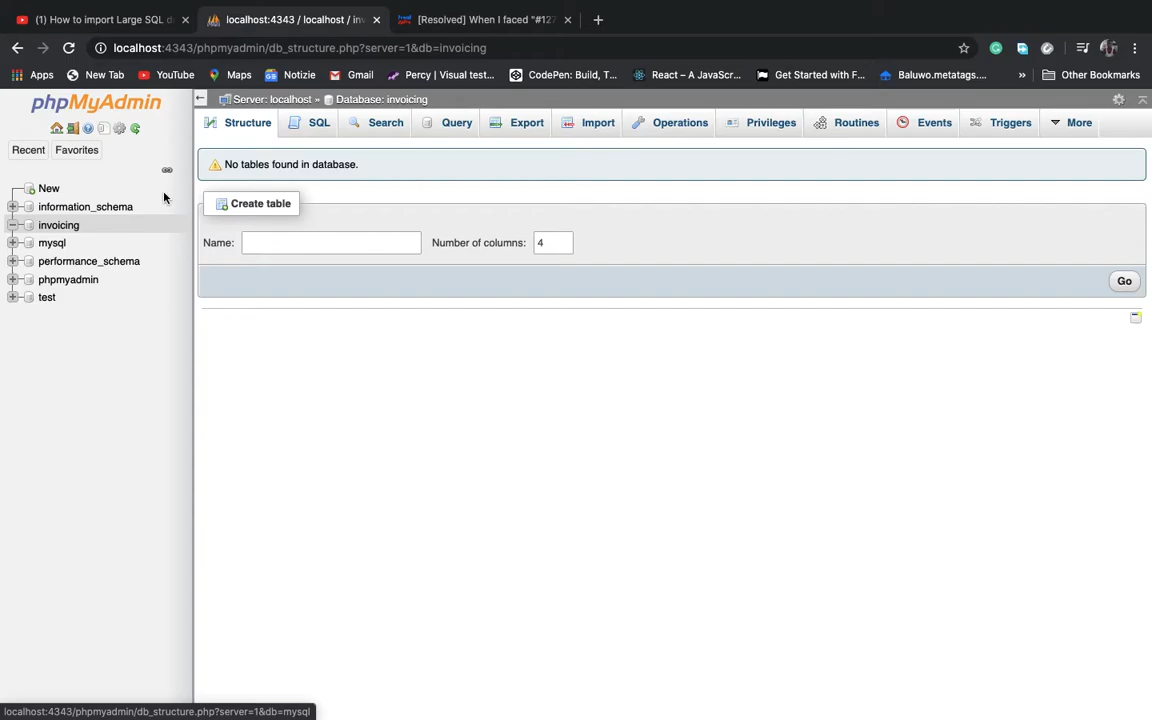 (1) How to import Large SQL d
localhost:4343 / localhost / inv
[Resolved] When I faced "#127
localhost:4343/phpmyadmin/db_structure.php?server=1&db=invoicing
Apps
New Tab
YouTube
Maps
Notizie
Gmail
Percy | Visual test...
CodePen: Build, T...
React – A JavaScr...
Get Started with F...
Baluwo.metatags....
»
Other Bookmarks
phpMyAdmin
Server: localhost » Database: invoicing
Structure
SQL
Search
Query
Export
Import
Operations
Privileges
Routines
Events
Triggers
More
Recent
Favorites
No tables found in database.
New
information_schema
invoicing
mysql
performance_schema
phpmyadmin
test
Create table
Name:
Number of columns: 4
Go
localhost:4343/phpmyadmin/db_structure.php?server=1&db=mysql